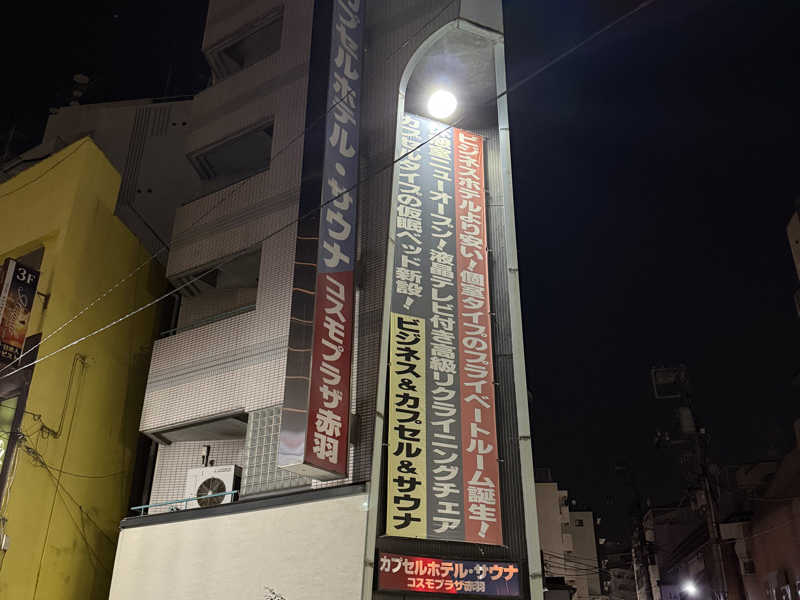 カプセルホテル・サウナ コスモプラザ赤羽
ビジネスホテルより安い!個室タイプのプライベートルーム誕生!
ニューオープン!液晶テレビ付き高級リクライニングチェア
カプセルタイプの仮眠ベッド新設!
ビジネス&カプセル&サウナ
カプセルホテル・サウナ
コスモプラザ赤羽
3F